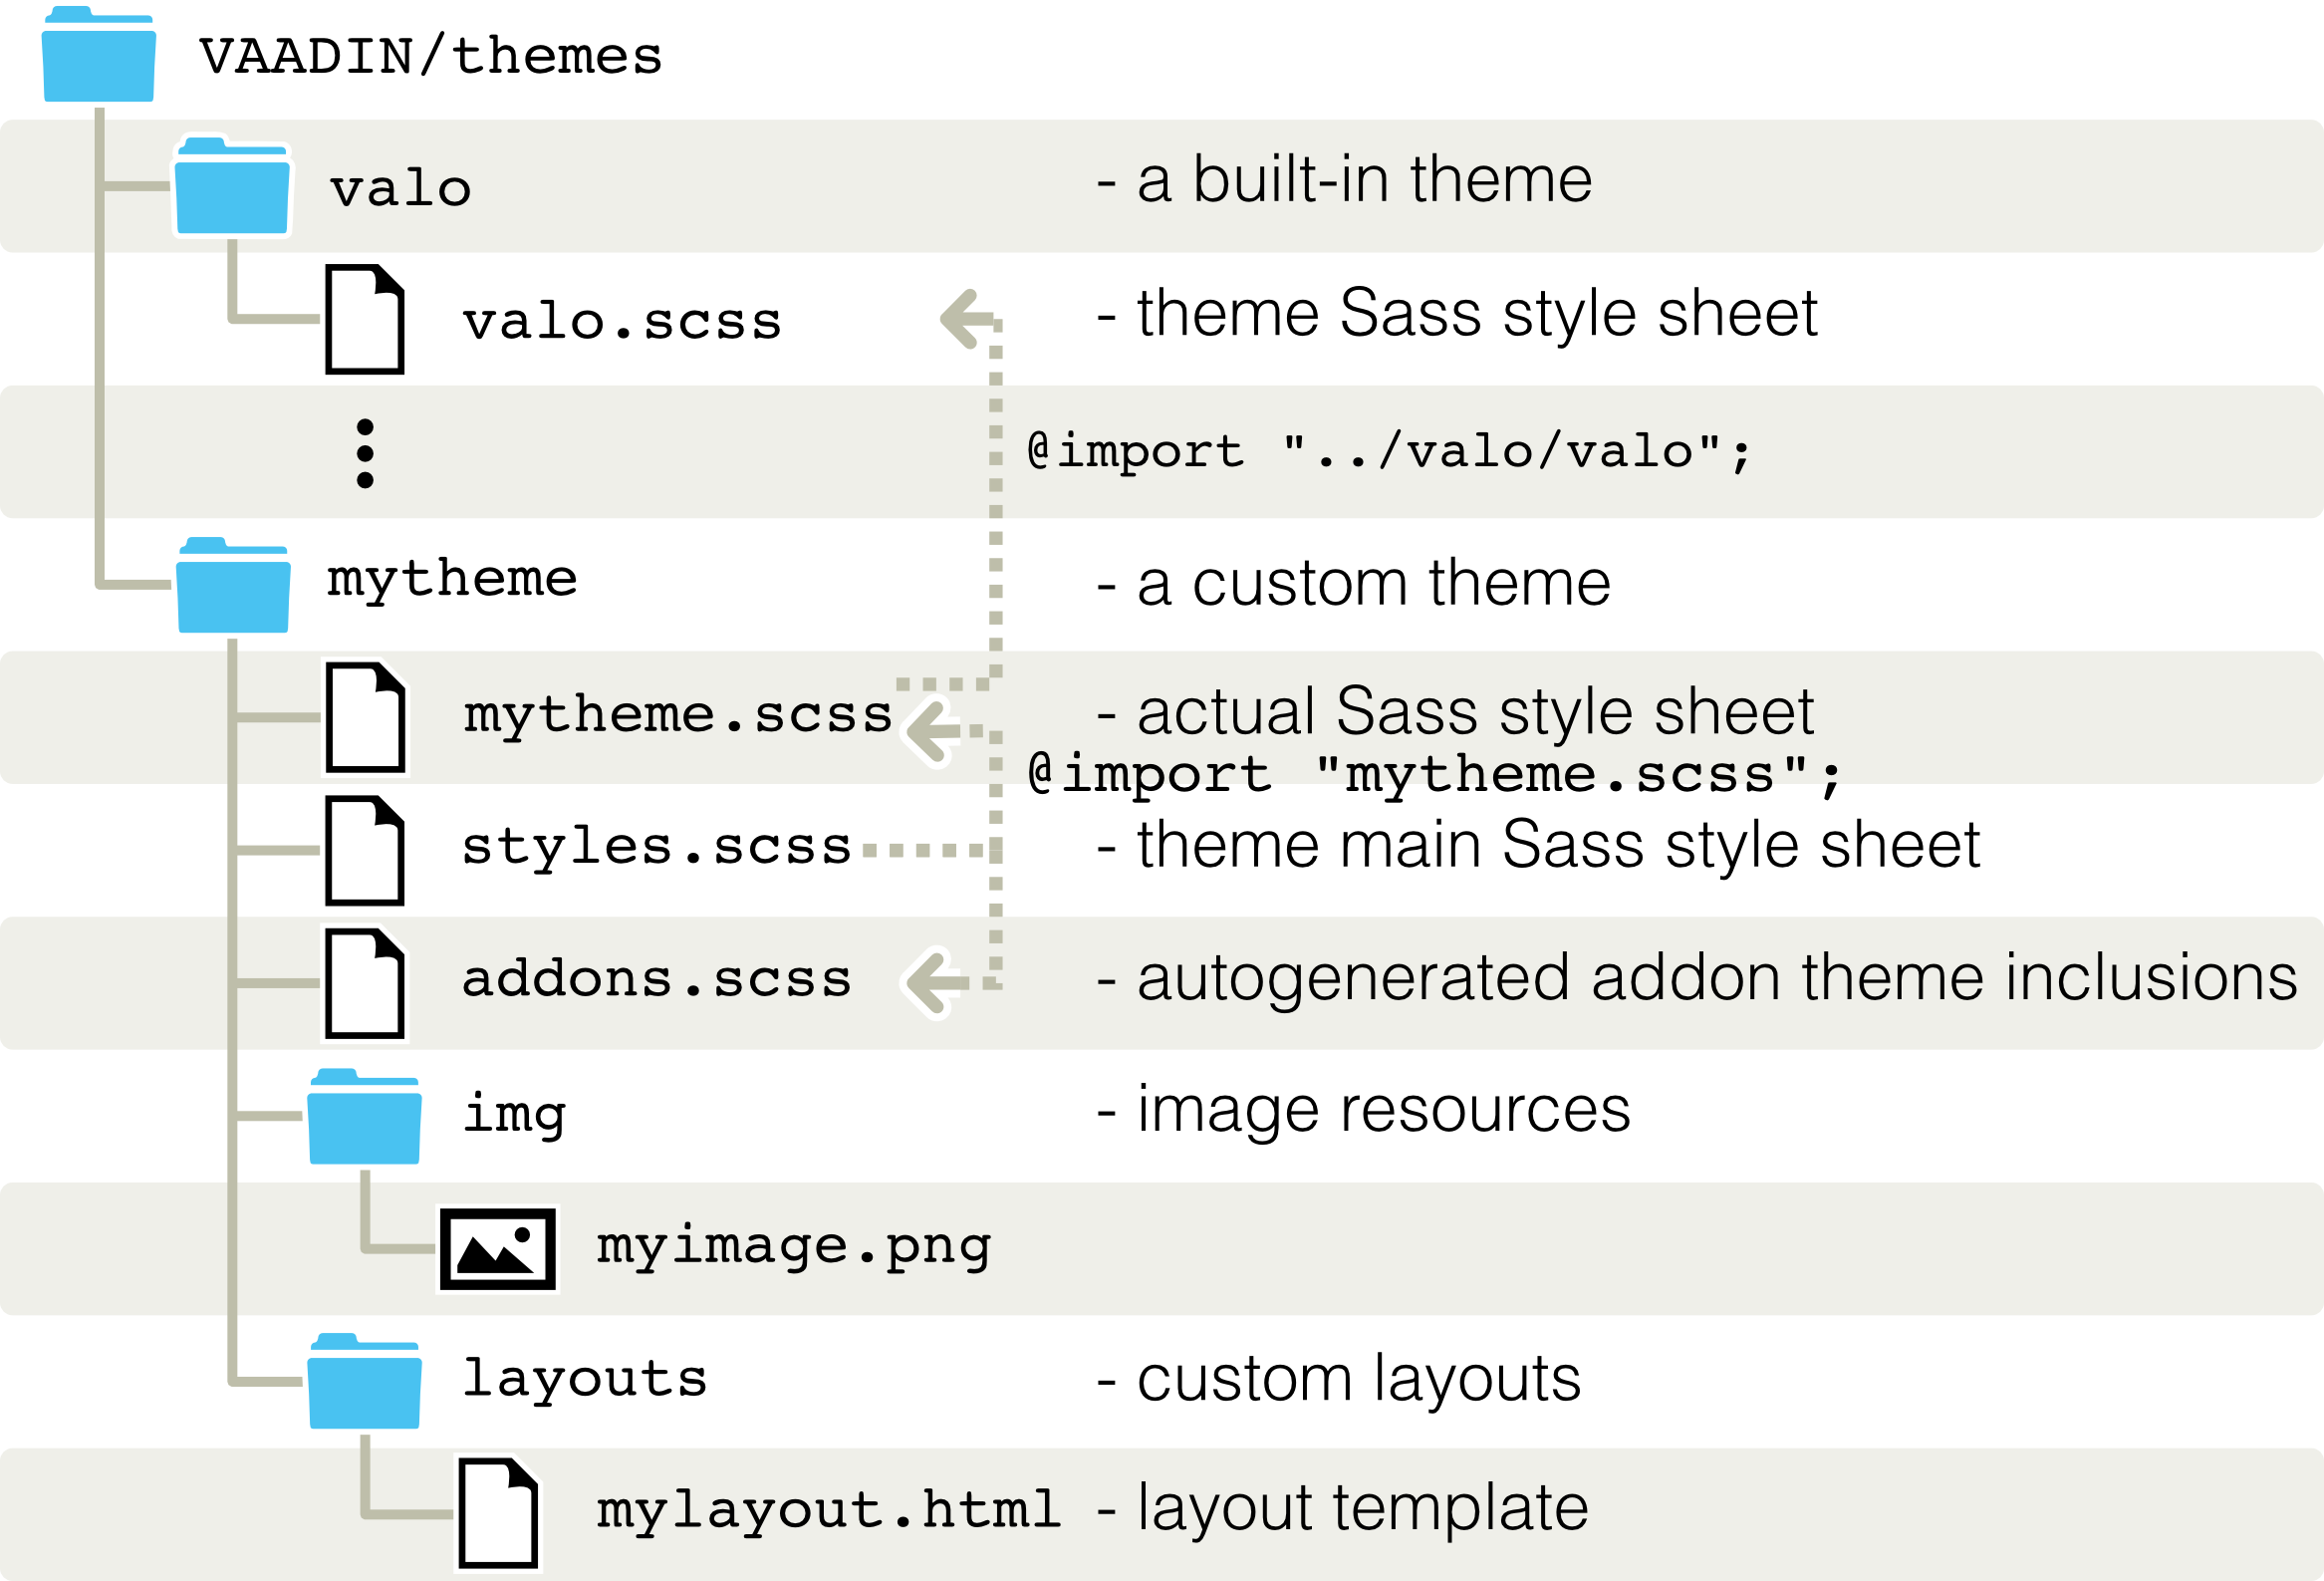 VAADIN/themes
valo - a built-in theme
valo.scss - theme Sass style sheet
@import "../valo/valo";
mytheme - a custom theme
mytheme.scss - actual Sass style sheet
@import "mytheme.scss";
styles.scss - theme main Sass style sheet
addons.scss - autogenerated addon theme inclusions
img - image resources
myimage.png
layouts - custom layouts
mylayout.html - layout template